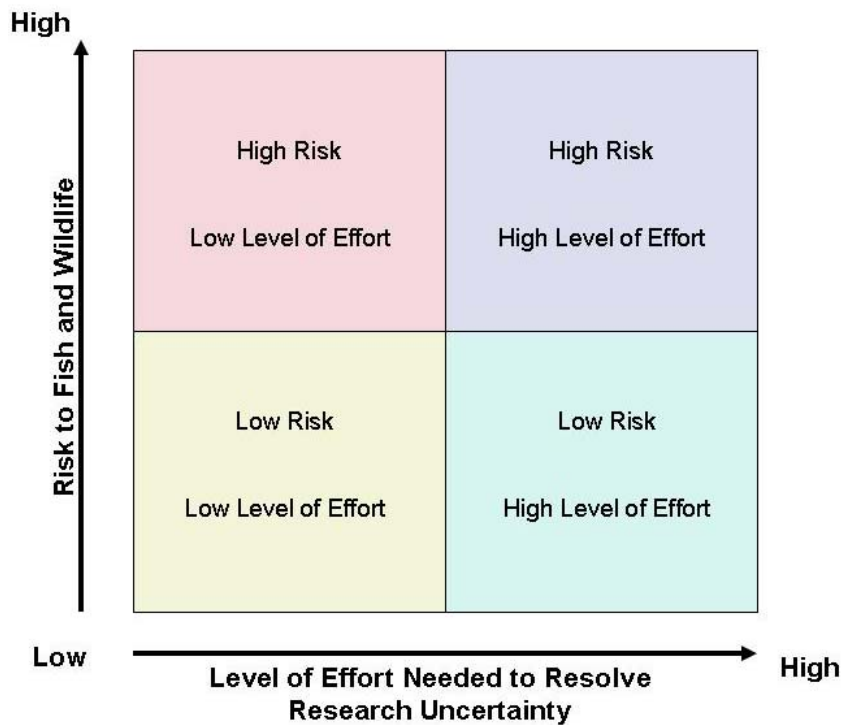 High
High Risk
High Risk
Low Level of Effort
High Level of Effort
Risk to Fish and Wildlife
Low Risk
Low Risk
Low Level of Effort
High Level of Effort
Low
High
Level of Effort Needed to Resolve
Research Uncertainty